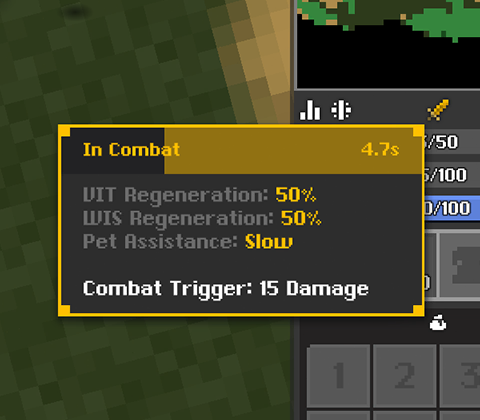 In Combat 4.7s
VIT Regeneration: 50%
WIS Regeneration: 50%
Pet Assistance: Slow
Combat Trigger: 15 Damage
/50
/100
0/100
1 2 3